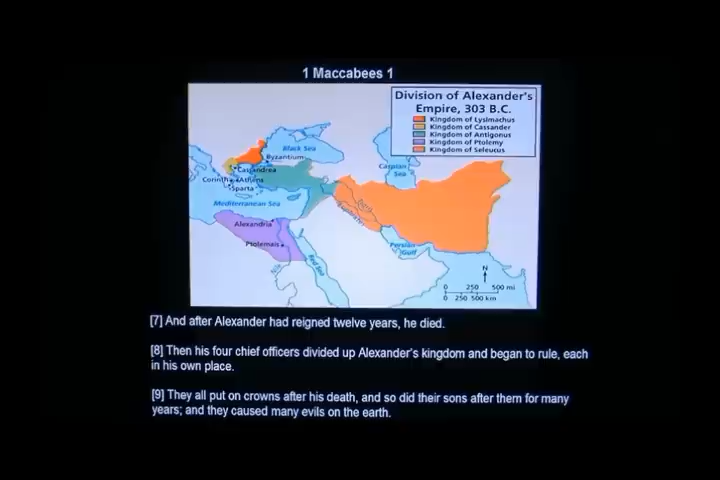 1 Maccabees 1
Division of Alexander's
Empire, 303 B.C.
Kingdom of Lysimachus
Kingdom of Cassander
Kingdom of Antigonus
Kingdom of Ptolemy
Kingdom of Seleucus
Black Sea
Byzantium
Caspian
Sea
Cassandrea
Corinth
Athens
Sparta
Mediterranean Sea
Euphrates
Alexandria
Ptolemais
Persian
Gulf
Red Sea
Nile
N
0 250 500 mi
0 250 500 km
[7] And after Alexander had reigned twelve years, he died.
[8] Then his four chief officers divided up Alexander's kingdom and began to rule, each
in his own place.
[9] They all put on crowns after his death, and so did their sons after them for many
years; and they caused many evils on the earth.